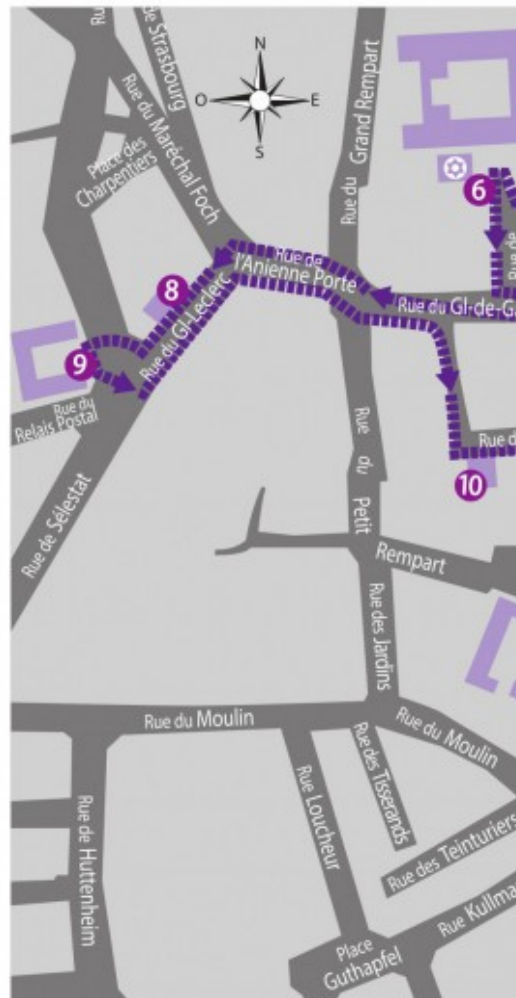 Rue
de Strasbourg
N
O
E
S
Rue du Maréchal Foch
Rue du Grand Rempart
Place des
Charpentiers
6
Rue de
Rue de
l'Anienne Porte
8
Rue du Gl-de-Ga
Rue du Gl-Leclerc
9
Rue du
Relais Postal
Rue d
10
Rue de Sélestat
Rue du Petit
Rempart
Rue des Jardins
Rue du Moulin
Rue du Moulin
Rue des Tisserands
Rue Loucheur
Rue de Huttenheim
Rue des Teinturiers
Rue Kullma
Place
Guthapfel